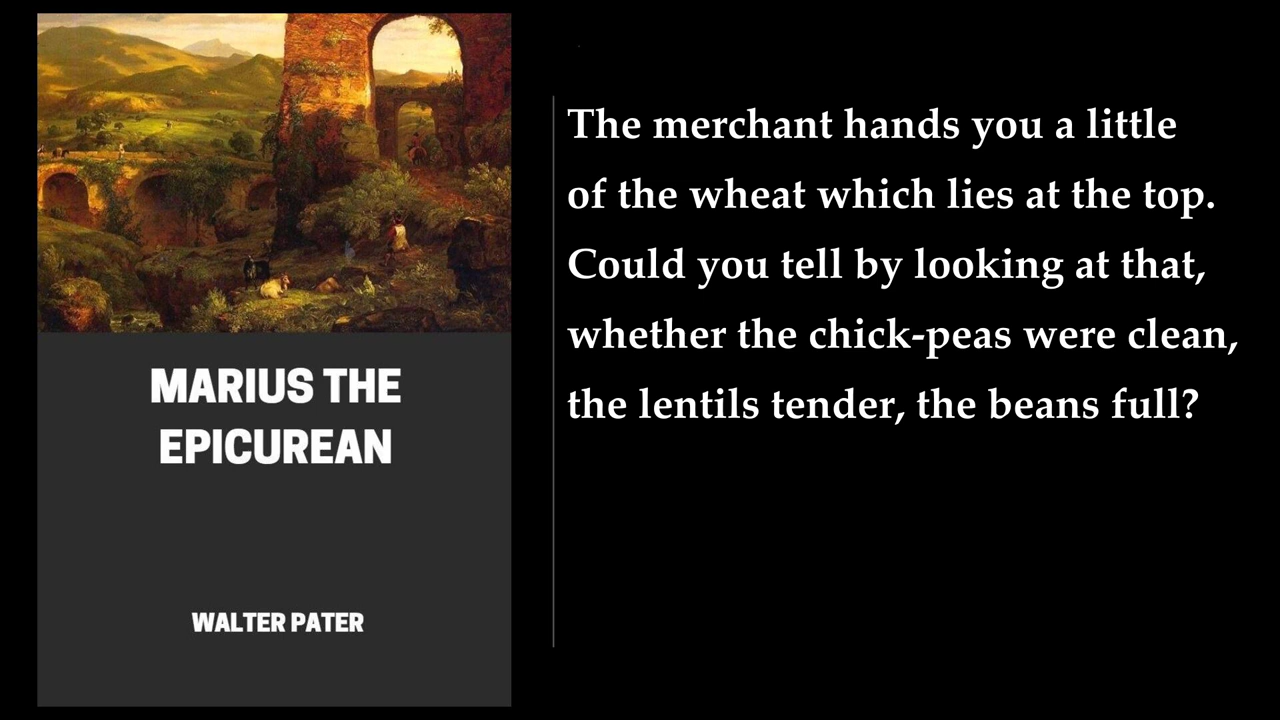 MARIUS THE
EPICUREAN
WALTER PATER
The merchant hands you a little
of the wheat which lies at the top.
Could you tell by looking at that,
whether the chick-peas were clean,
the lentils tender, the beans full?